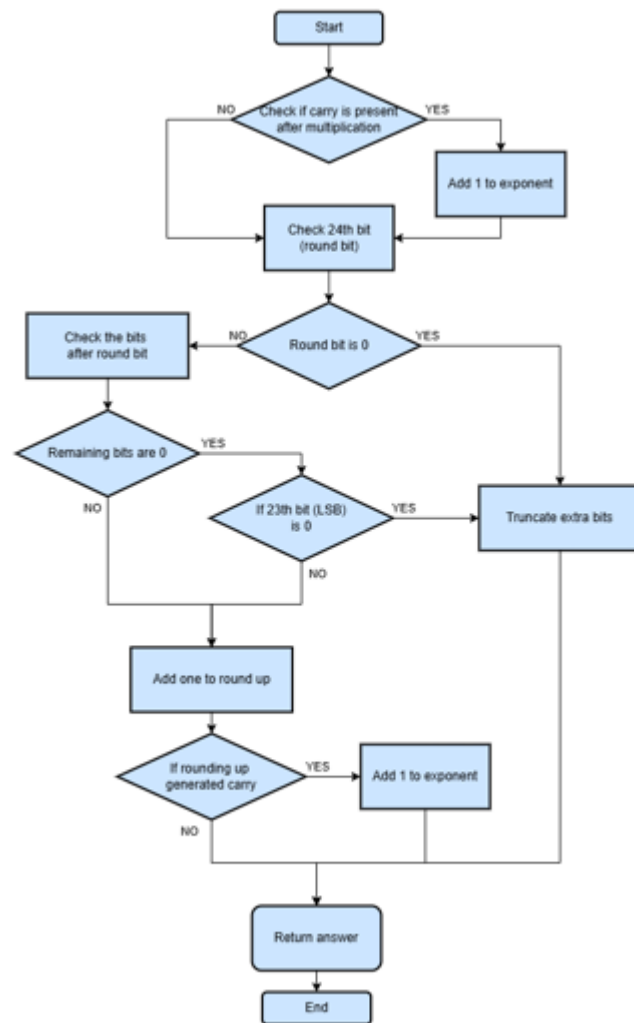 Start
NO
Check if carry is present
after multiplication
YES
Add 1 to exponent
Check 24th bit
(round bit)
Check the bits
after round bit
NO
Round bit is 0
YES
Remaining bits are 0
YES
NO
If 23th bit (LSB)
is 0
YES
Truncate extra bits
NO
Add one to round up
If rounding up
generated carry
YES
Add 1 to exponent
NO
Return answer
End